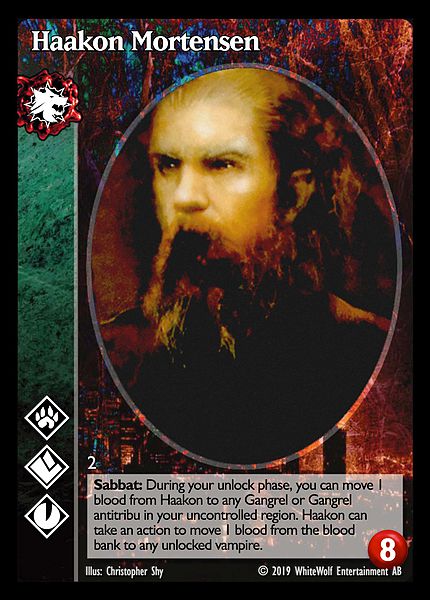 Haakon Mortensen
2
Sabbat: During your unlock phase, you can move 1
blood from Haakon to any Gangrel or Gangrel
antitribu in your uncontrolled region. Haakon can
take an action to move 1 blood from the blood
bank to any unlocked vampire.
8
Illus: Christopher Shy
© 2019 WhiteWolf Entertainment AB